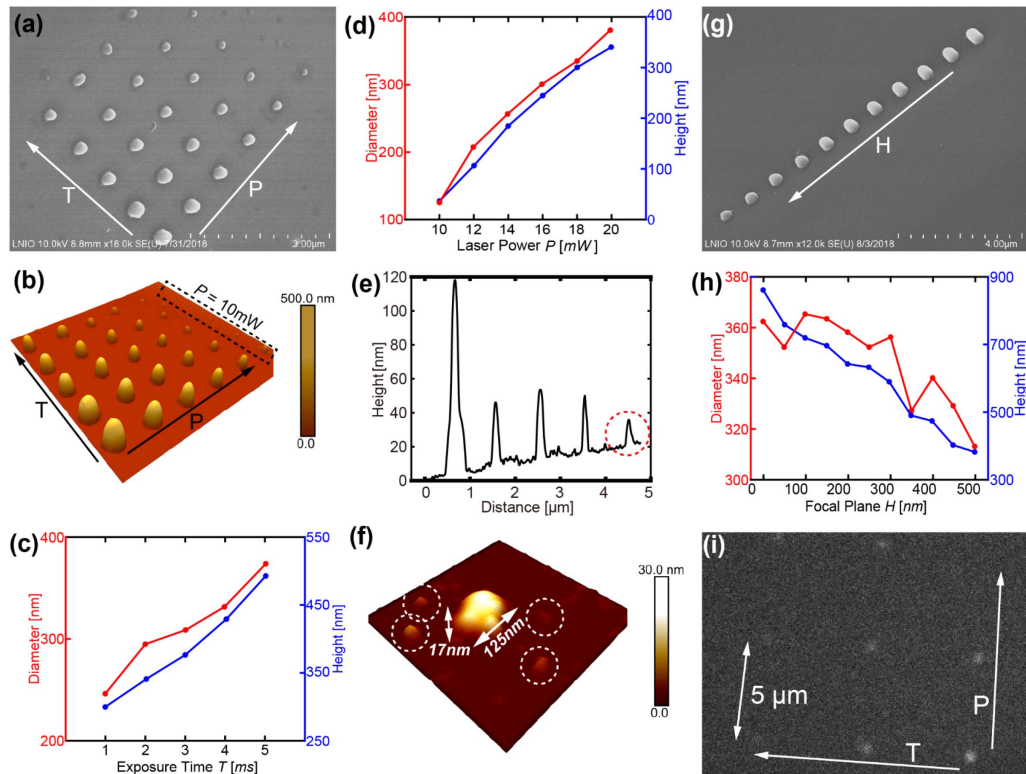 (a)
T
P
LNIO 10.0kV 8.8mm x18.0k SE(U) 7/31/2018
3.00µm
(b)
P = 10mW
T
P
500.0 nm
0.0
(c)
400
300
200
Diameter [nm]
550
450
350
250
Height [nm]
1 2 3 4 5
Exposure Time T [ms]
(d)
400
300
200
100
Diameter [nm]
400
300
200
100
0
Height [nm]
10 12 14 16 18 20
Laser Power P [mW]
(e)
120
100
80
60
40
20
0
Height[nm]
0 1 2 3 4 5
Distance [µm]
(f)
17nm
125nm
30.0 nm
0.0
(g)
H
LNIO 10.0kV 8.7mm x12.0k SE(U) 8/3/2018
4.00µm
(h)
380
360
340
320
300
Diameter [nm]
900
700
500
300
Height [nm]
0 100 200 300 400 500
Focal Plane H [nm]
(i)
5 µm
P
T